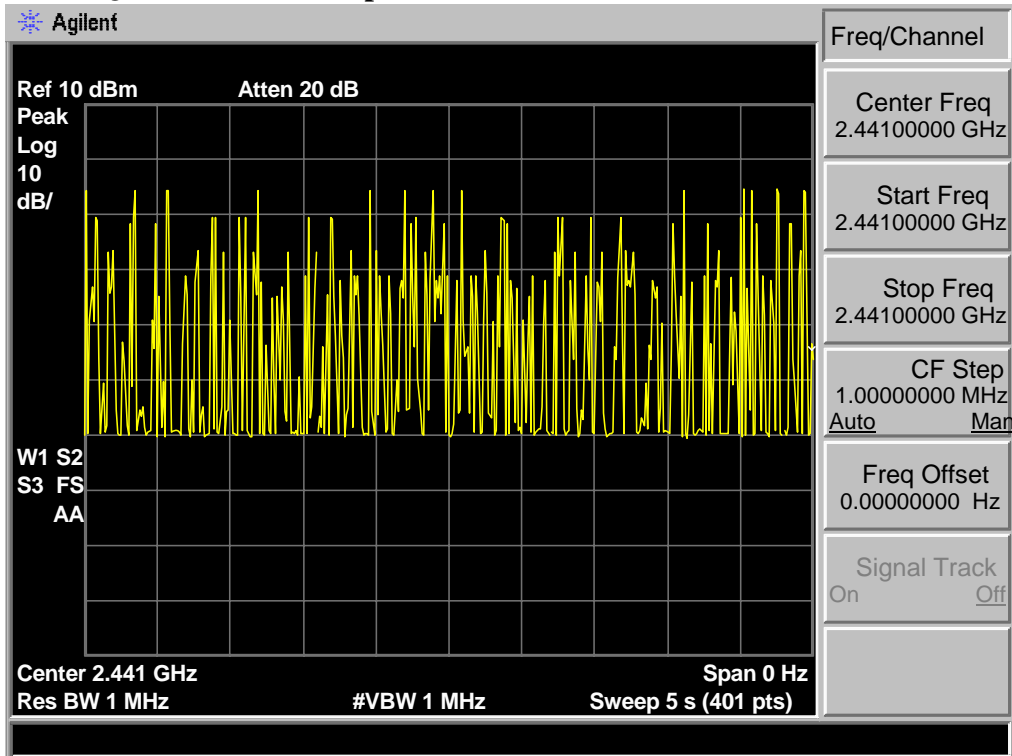 Agilent
Freq/Channel
Ref 10 dBm Atten 20 dB
Peak
Log
10
dB/
W1 S2
S3 FS
AA
Center 2.441 GHz Span 0 Hz
Res BW 1 MHz #VBW 1 MHz Sweep 5 s (401 pts)
Center Freq
2.44100000 GHz
Start Freq
2.44100000 GHz
Stop Freq
2.44100000 GHz
CF Step
1.00000000 MHz
Auto Man
Freq Offset
0.00000000 Hz
Signal Track
On Off